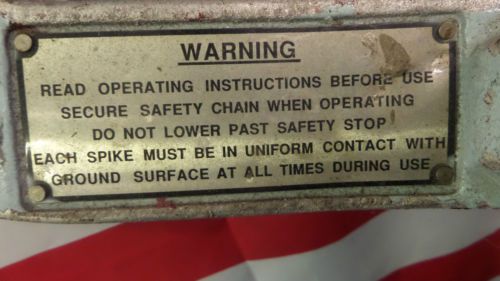 WARNING
READ OPERATING INSTRUCTIONS BEFORE USE
SECURE SAFETY CHAIN WHEN OPERATING
DO NOT LOWER PAST SAFETY STOP
EACH SPIKE MUST BE IN UNIFORM CONTACT WITH
GROUND SURFACE AT ALL TIMES DURING USE